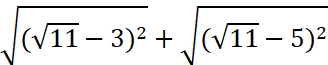 √((√11 − 3)²) + √((√11 − 5)²)